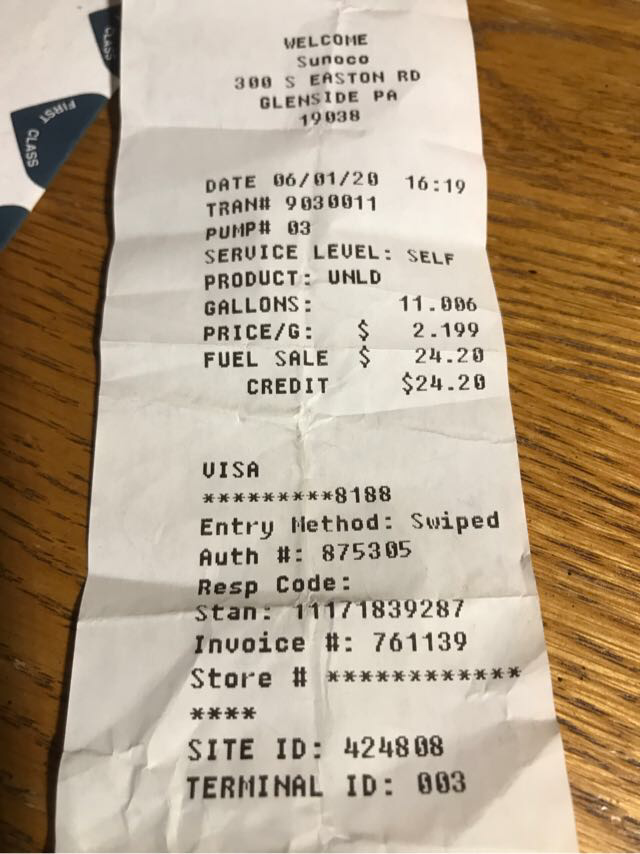 WELCOME
Sunoco
300 S EASTON RD
GLENSIDE PA
19038
DATE 06/01/20 16:19
TRAN# 9030011
PUMP# 03
SERVICE LEVEL: SELF
PRODUCT: UNLD
GALLONS: 11.006
PRICE/G: $ 2.199
FUEL SALE $ 24.20
CREDIT $24.20
VISA
*********8188
Entry Method: Swiped
Auth #: 875305
Resp Code:
Stan: 11171839287
Invoice #: 761139
Store # ************
****
SITE ID: 424808
TERMINAL ID: 003
CLASS
FIRST
CLASS